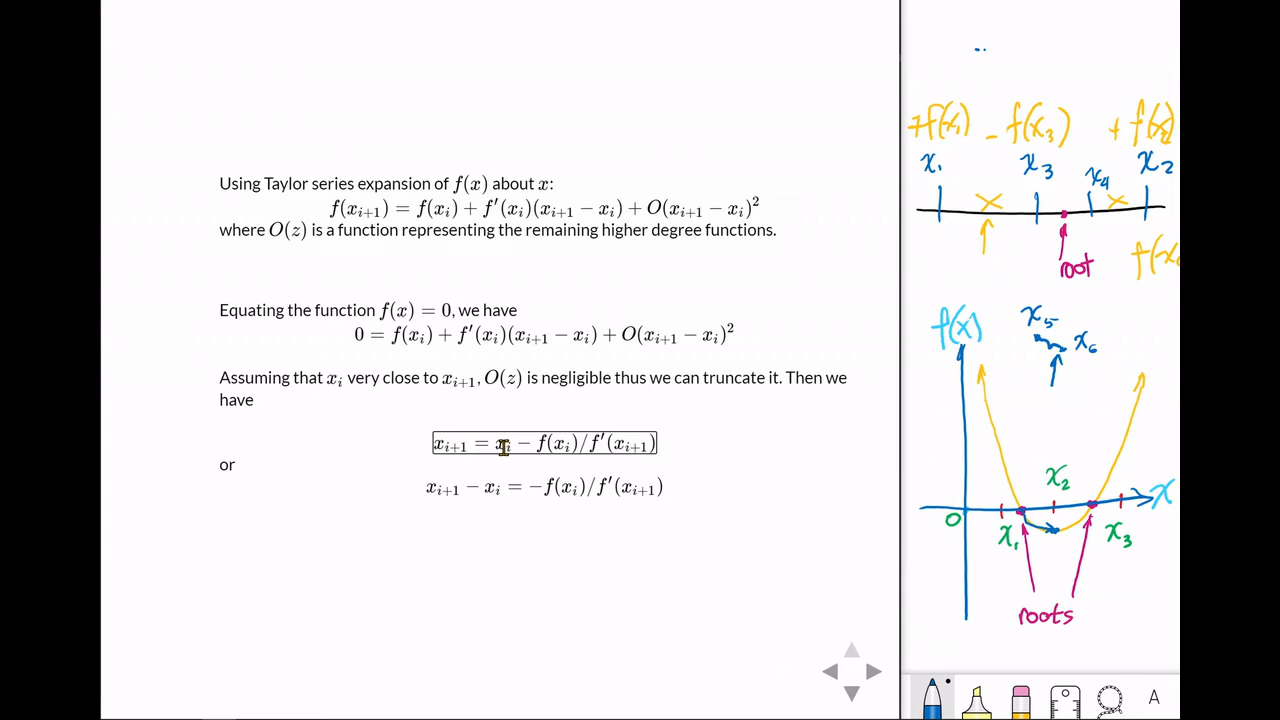 Using Taylor series expansion of f(x) about x:
f(x_{i+1}) = f(x_i) + f′(x_i)(x_{i+1} − x_i) + O(x_{i+1} − x_i)^2
where O(z) is a function representing the remaining higher degree functions.
Equating the function f(x) = 0, we have
0 = f(x_i) + f′(x_i)(x_{i+1} − x_i) + O(x_{i+1} − x_i)^2
Assuming that x_i very close to x_{i+1}, O(z) is negligible thus we can truncate it. Then we
have
x_{i+1} = x_i − f(x_i)/f′(x_{i+1})
or
x_{i+1} − x_i = −f(x_i)/f′(x_{i+1})
+f(x_1) − f(x_3) + f(x_2)
x_1 x_3 x_4 x_2
root
x_5
f(x) x_6
x_2
0 x
x_1 x_3
roots
A